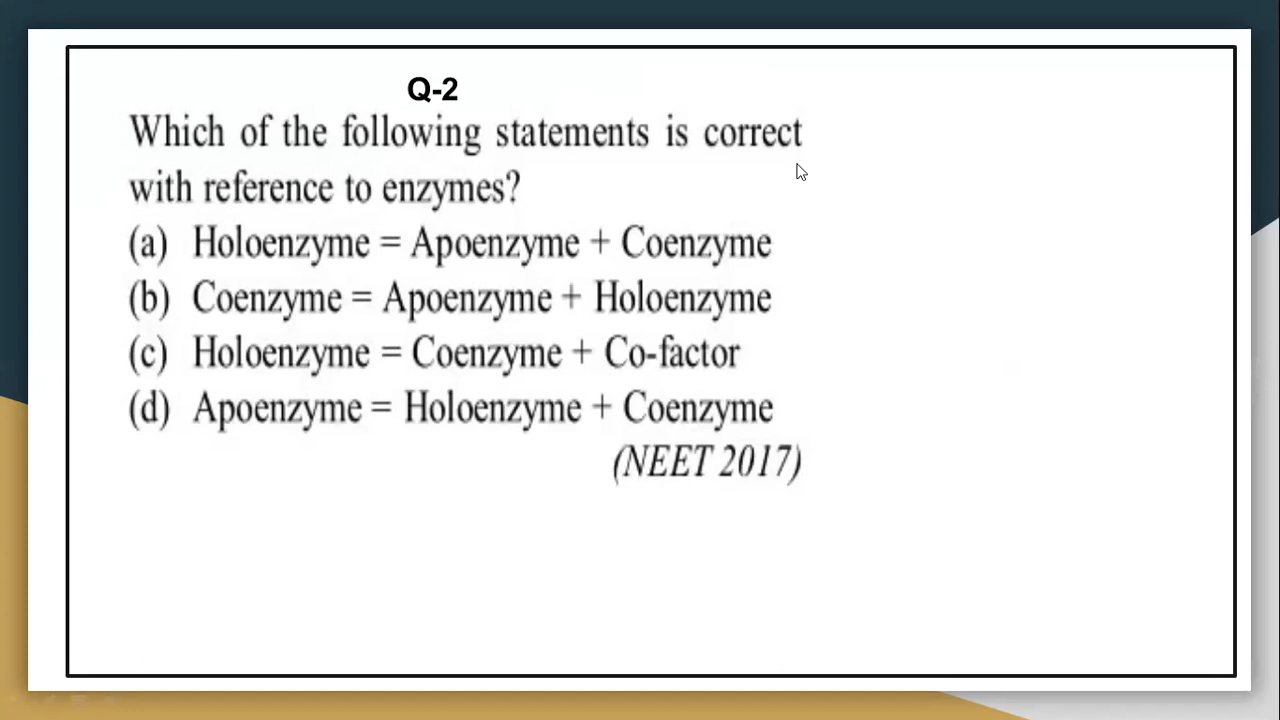 Q-2
Which of the following statements is correct
with reference to enzymes?
(a) Holoenzyme = Apoenzyme + Coenzyme
(b) Coenzyme = Apoenzyme + Holoenzyme
(c) Holoenzyme = Coenzyme + Co-factor
(d) Apoenzyme = Holoenzyme + Coenzyme
(NEET 2017)